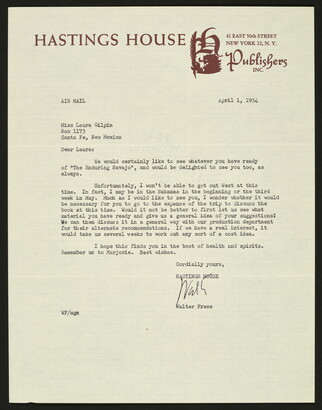 HASTINGS HOUSE
41 EAST 50th STREET
NEW YORK 22, N. Y.
Publishers
INC.
AIR MAIL
April 1, 1954
Miss Laura Gilpin
Box 1173
Santa Fe, New Mexico
Dear Laura:
We would certainly like to see whatever you have ready
of "The Enduring Navajo", and would be delighted to see you too, as
always.
Unfortunately, I won't be able to get out West at this
time. In fact, I may be in the Bahamas in the beginning or the third
week in May. Much as I would like to see you, I wonder whether it would
be necessary for you to go to the expense of the trip to discuss the
book at this time. Would it not be better to first let us see what
material you have ready and give us a general idea of your suggestions?
We can then discuss it in a general way with our production department
for their alternate recommendations. If we have a real interest, it
would take us several weeks to work out any sort of a cost idea.
I hope this finds you in the best of health and spirits.
Remember us to Marjorie. Best wishes.
Cordially yours,
HASTINGS HOUSE
Walt
Walter Frese
WF/mgm